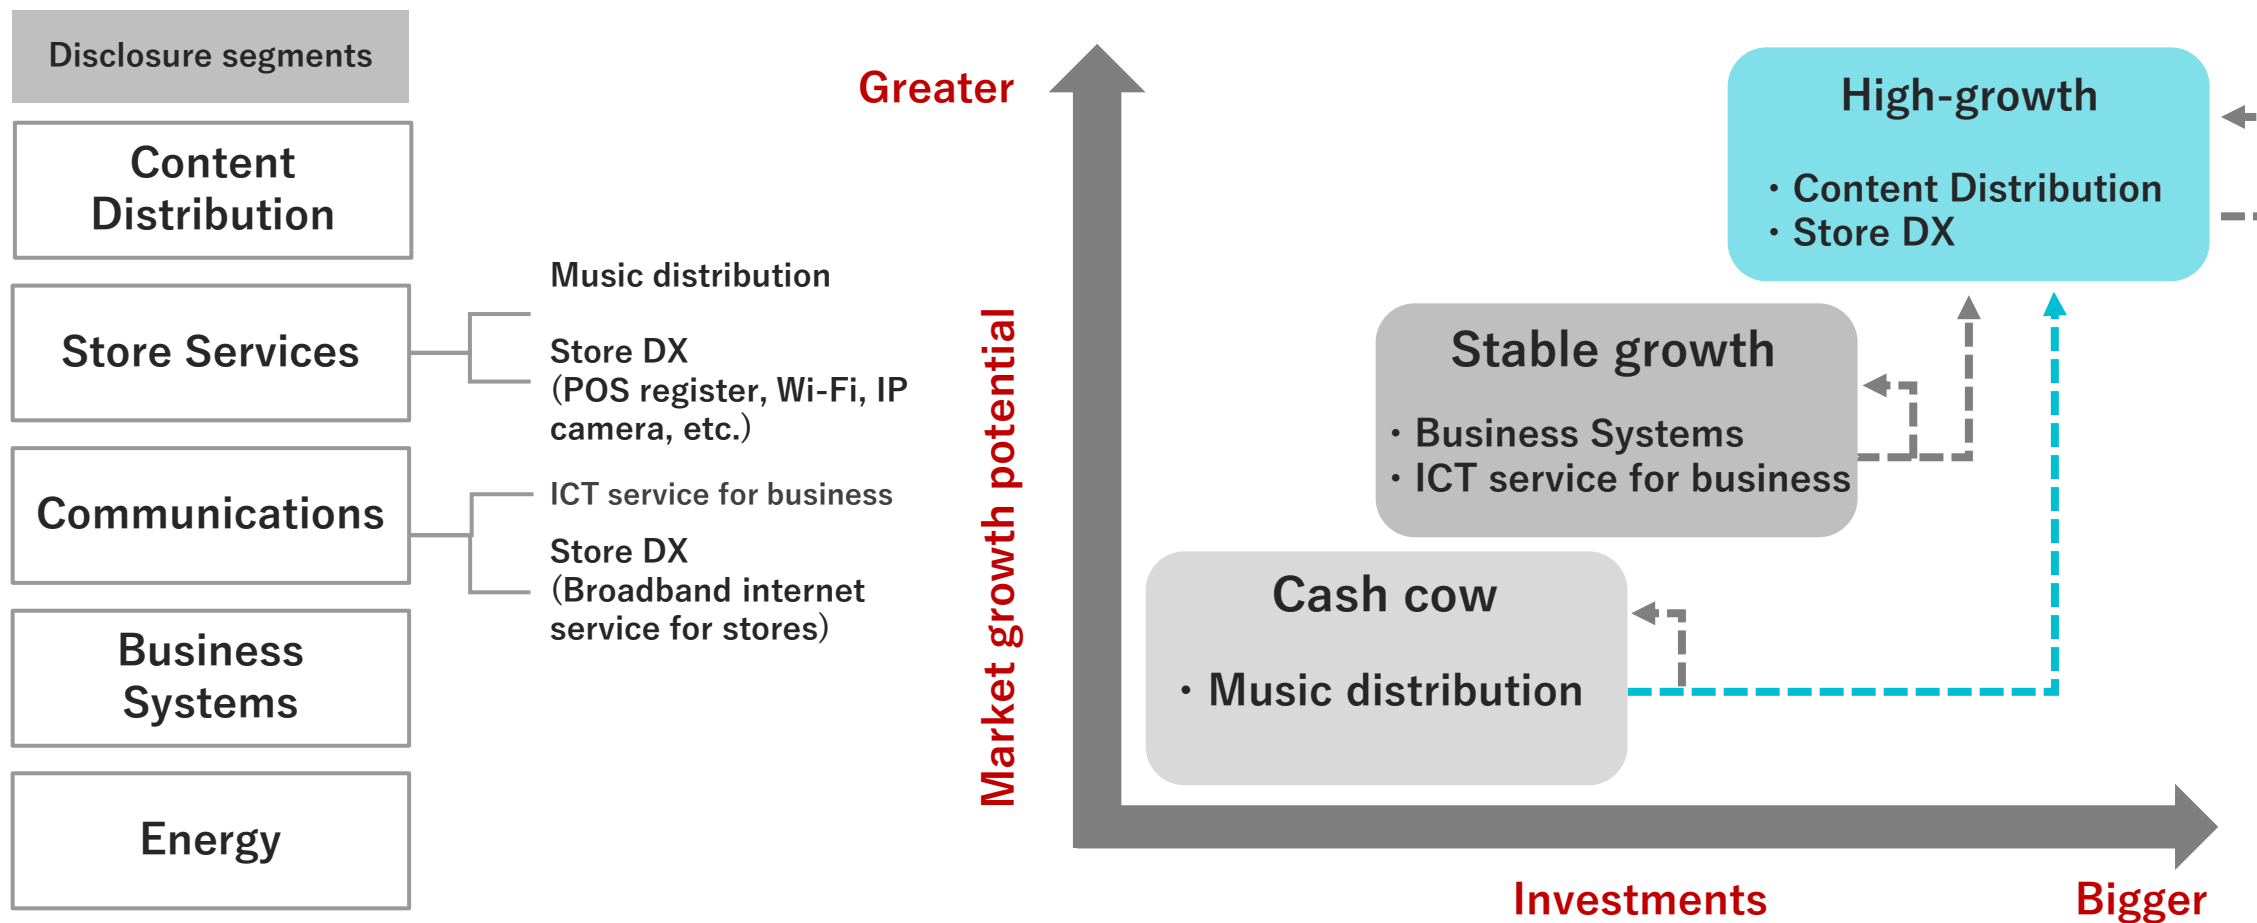 Disclosure segments
Content
Distribution
Store Services
Communications
Business
Systems
Energy
Music distribution
Store DX
(POS register, Wi-Fi, IP
camera, etc.)
ICT service for business
Store DX
(Broadband internet
service for stores)
Greater
Market growth potential
High-growth
・Content Distribution
・Store DX
Stable growth
・Business Systems
・ICT service for business
Cash cow
・Music distribution
Investments
Bigger